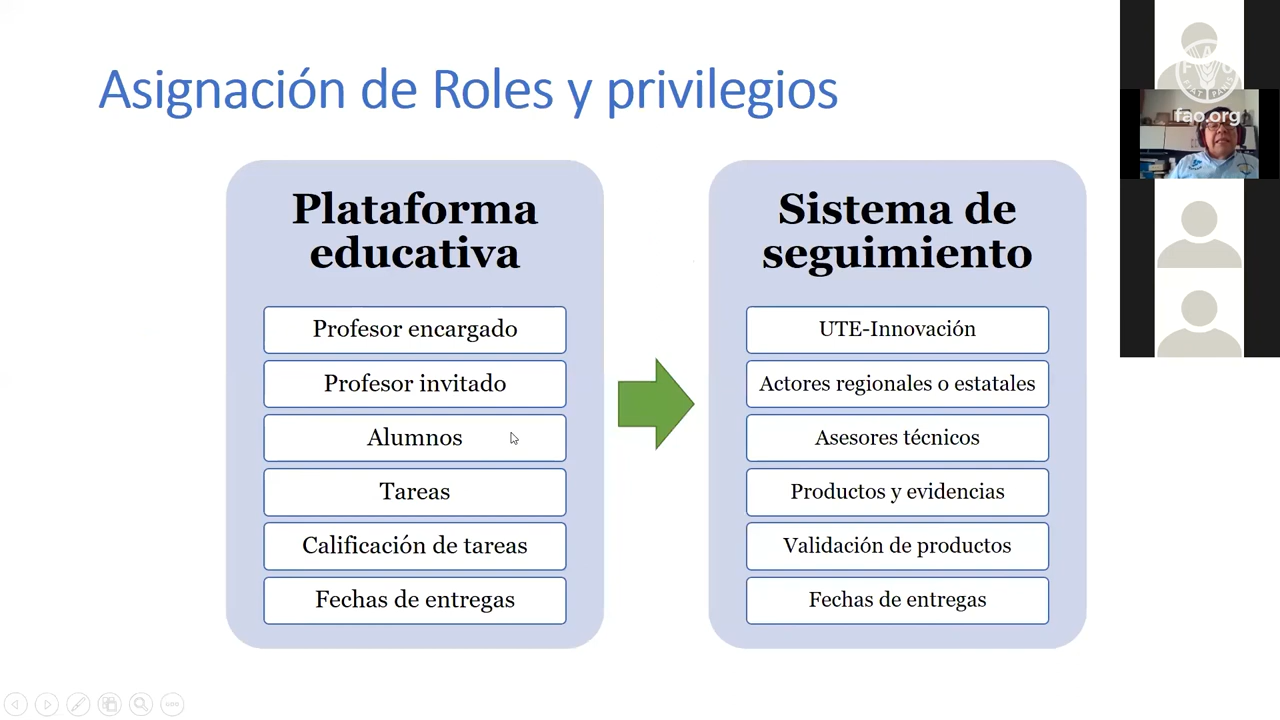 Asignación de Roles y privilegios
Plataforma
educativa
Profesor encargado
Profesor invitado
Alumnos
Tareas
Calificación de tareas
Fechas de entregas
Sistema de
seguimiento
UTE-Innovación
Actores regionales o estatales
Asesores técnicos
Productos y evidencias
Validación de productos
Fechas de entregas
fao.org